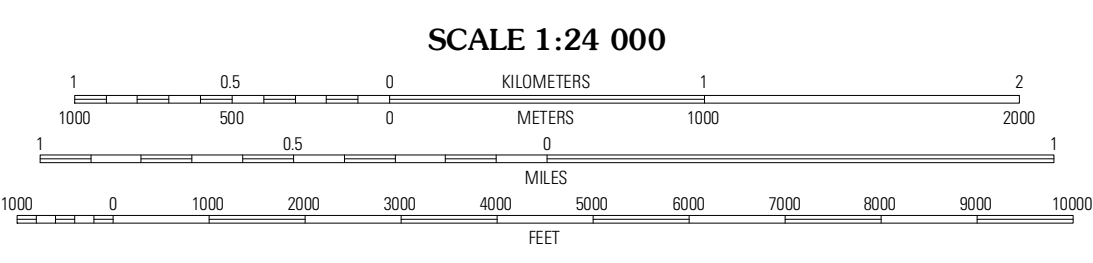 SCALE 1:24 000
1 0.5 0 KILOMETERS 1 2
1000 500 0 METERS 1000 2000
1 0.5 0 1
MILES
1000 0 1000 2000 3000 4000 5000 6000 7000 8000 9000 10000
FEET